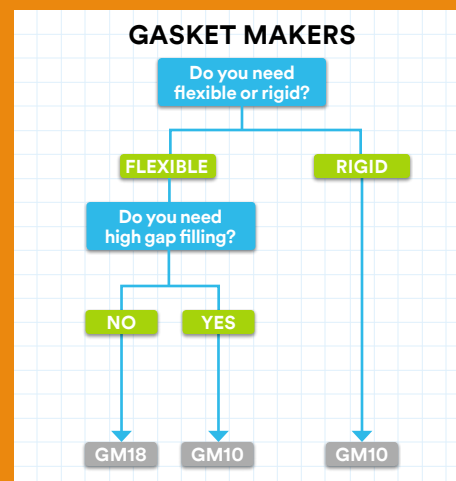 GASKET MAKERS
Do you need
flexible or rigid?
FLEXIBLE
RIGID
Do you need
high gap filling?
NO
YES
GM18
GM10
GM10